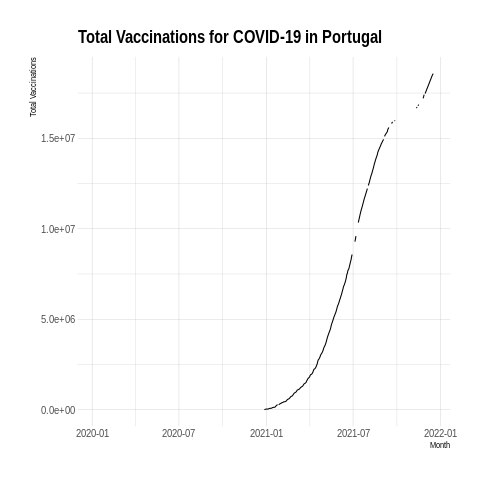 Total Vaccinations for COVID-19 in Portugal
Total Vaccinations
1.5e+07
1.0e+07
5.0e+06
0.0e+00
2020-01 2020-07 2021-01 2021-07 2022-01
Month